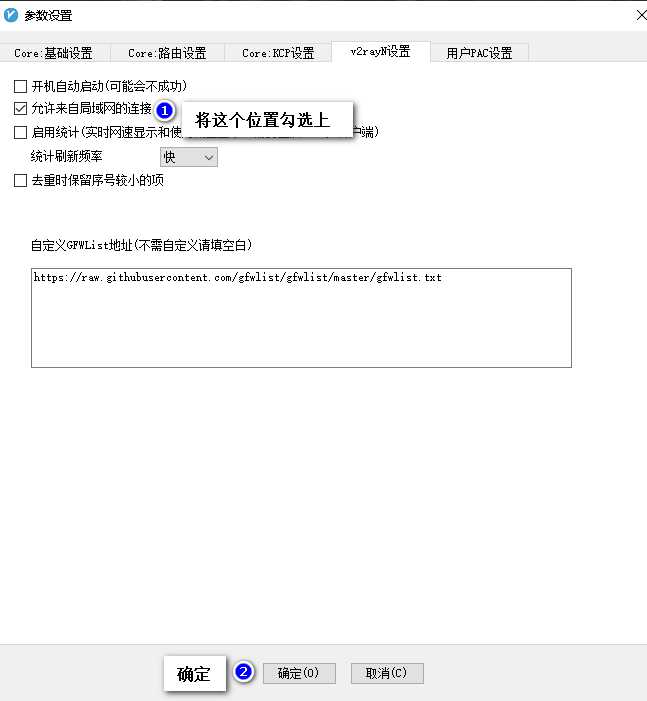 参数设置
Core:基础设置 Core:路由设置 Core:KCP设置 v2rayN设置 用户PAC设置
开机自动启动(可能会不成功)
允许来自局域网的连接 1 将这个位置勾选上
启用统计(实时网速显示和使 户端)
统计刷新频率 快
去重时保留序号较小的项
自定义GFWList地址(不需自定义请填空白)
https://raw.githubusercontent.com/gfwlist/gfwlist/master/gfwlist.txt
确定 2 确定(O) 取消(C)